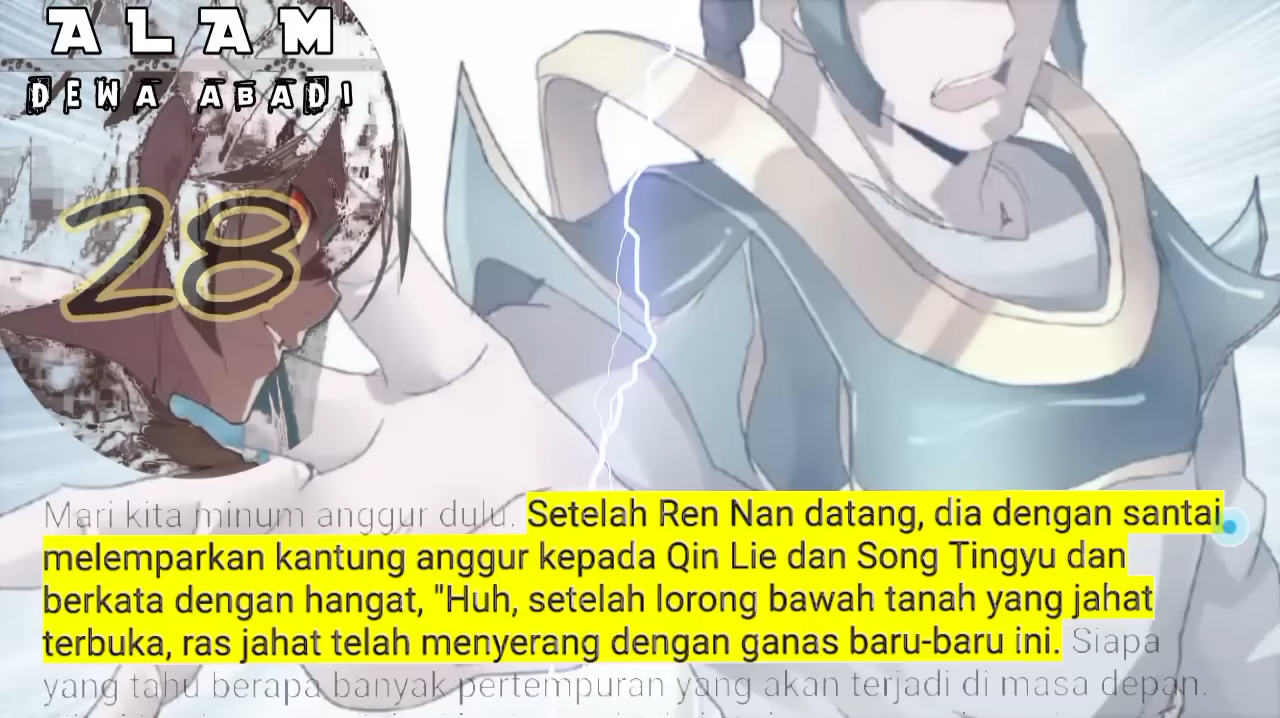 ALAM
DEWA ABADI
28
Mari kita minum anggur dulu. Setelah Ren Nan datang, dia dengan santai
melemparkan kantung anggur kepada Qin Lie dan Song Tingyu dan
berkata dengan hangat, "Huh, setelah lorong bawah tanah yang jahat
terbuka, ras jahat telah menyerang dengan ganas baru-baru ini. Siapa
yang tahu berapa banyak pertempuran yang akan terjadi di masa depan.